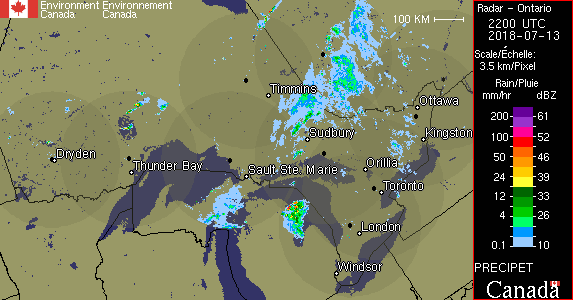 Environment Environnement
Canada Canada
100 KM
Timmins
Ottawa
Sudbury
Kingston
Dryden
Thunder Bay
Sault Ste. Marie
Orillia
Toronto
London
Windsor
Radar - Ontario
2200 UTC
2018-07-13
Scale/Échelle:
3.5 km/Pixel
Rain/Pluie
mm/hr dBZ
200 61
100 52
50 46
24 39
12 33
4 26
0.1 10
PRECIPET
Canada